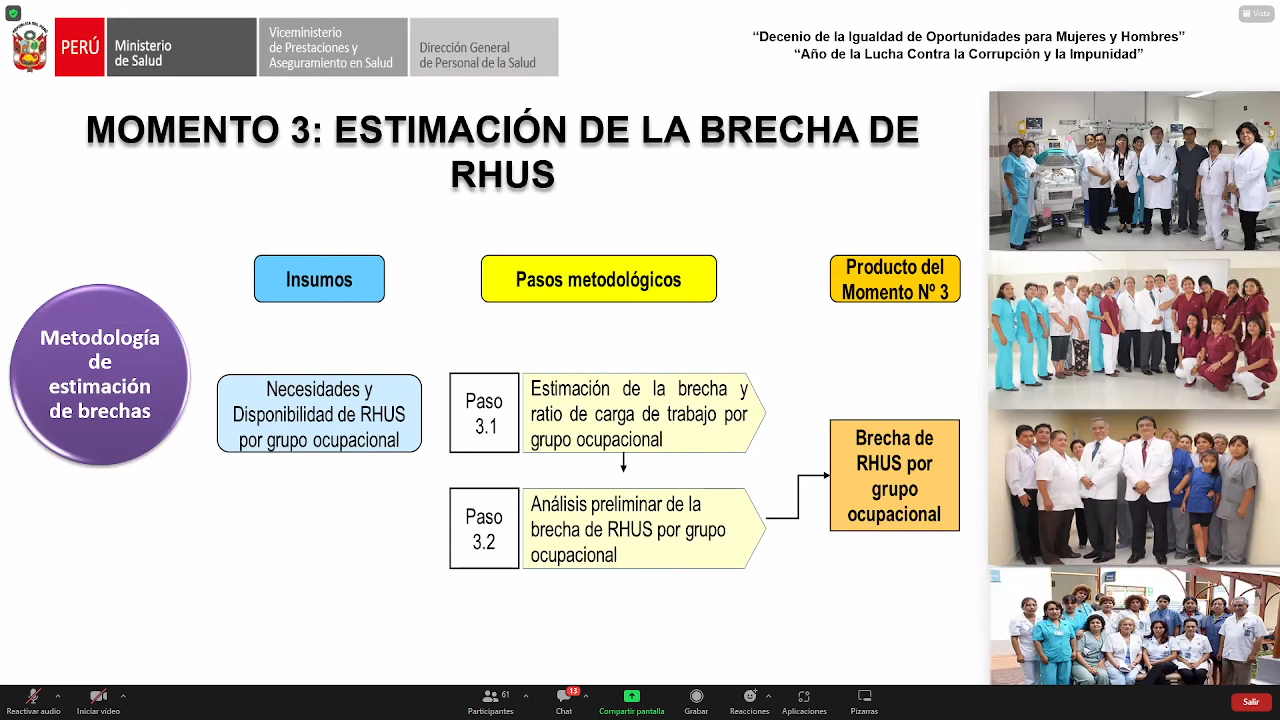 Vista
PERÚ
Ministerio
de Salud
Viceministerio
de Prestaciones y
Aseguramiento en Salud
Dirección General
de Personal de la Salud
“Decenio de la Igualdad de Oportunidades para Mujeres y Hombres”
“Año de la Lucha Contra la Corrupción y la Impunidad”
MOMENTO 3: ESTIMACIÓN DE LA BRECHA DE
RHUS
Insumos
Pasos metodológicos
Producto del
Momento Nº 3
Metodología
de
estimación
de brechas
Necesidades y
Disponibilidad de RHUS
por grupo ocupacional
Paso
3.1
Estimación de la brecha y
ratio de carga de trabajo por
grupo ocupacional
Paso
3.2
Análisis preliminar de la
brecha de RHUS por grupo
ocupacional
Brecha de
RHUS por
grupo
ocupacional
Reactivar audio
Iniciar video
61
Participantes
13
Chat
Compartir pantalla
Grabar
Reacciones
Aplicaciones
Pizarras
Salir